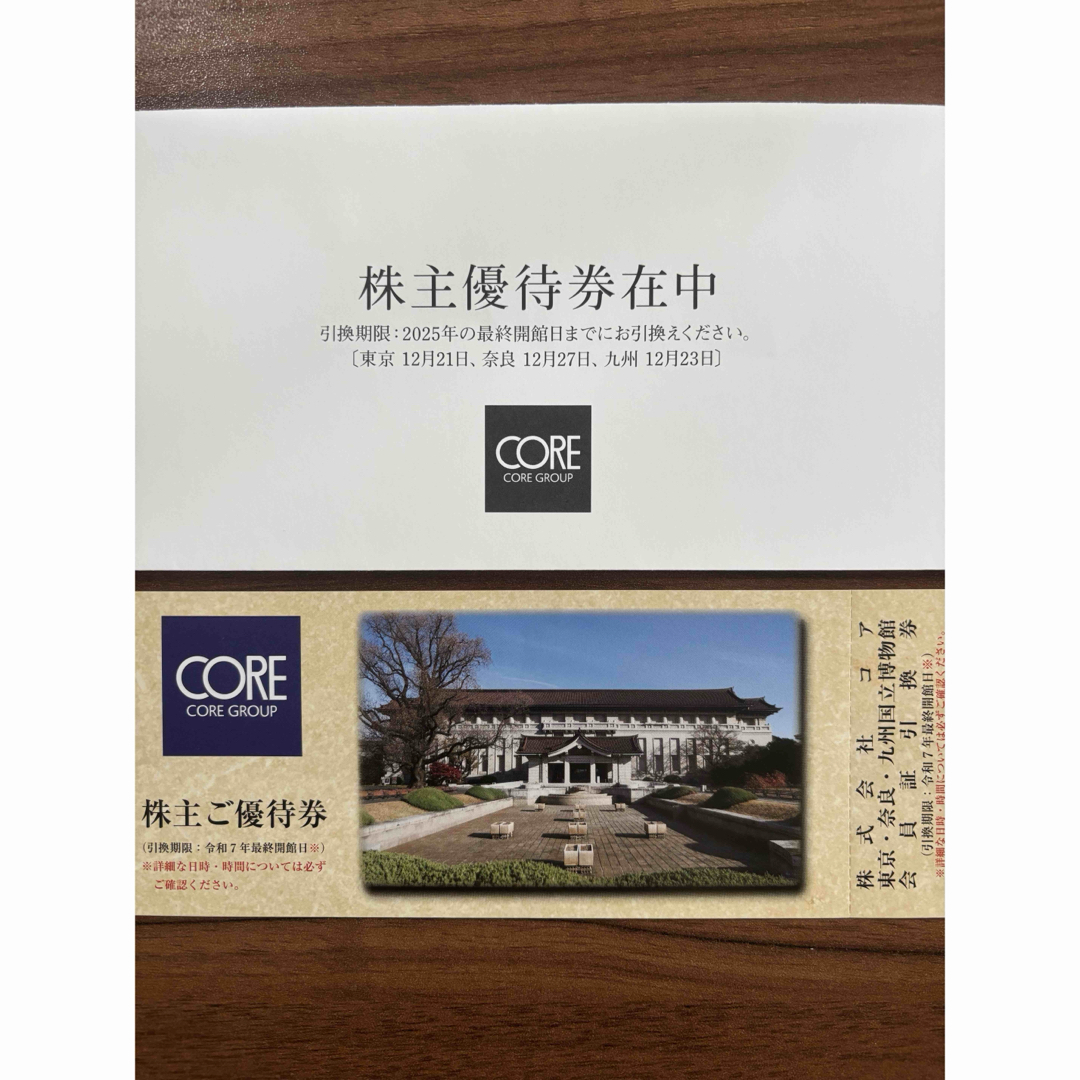 株主優待券在中
引換期限：2025年の最終開館日までにお引換えください。
〔東京 12月21日、奈良 12月27日、九州 12月23日〕
CORE
CORE GROUP
CORE
CORE GROUP
株主ご優待券
（引換期限：令和7年最終開館日※）
※詳細な日時・時間については必ず
ご確認ください。
株式会社コア
東京・奈良・九州国立博物館
会員証引換券
（引換期限：令和7年最終開館日※）
※詳細な日時・時間については必ずご確認ください。